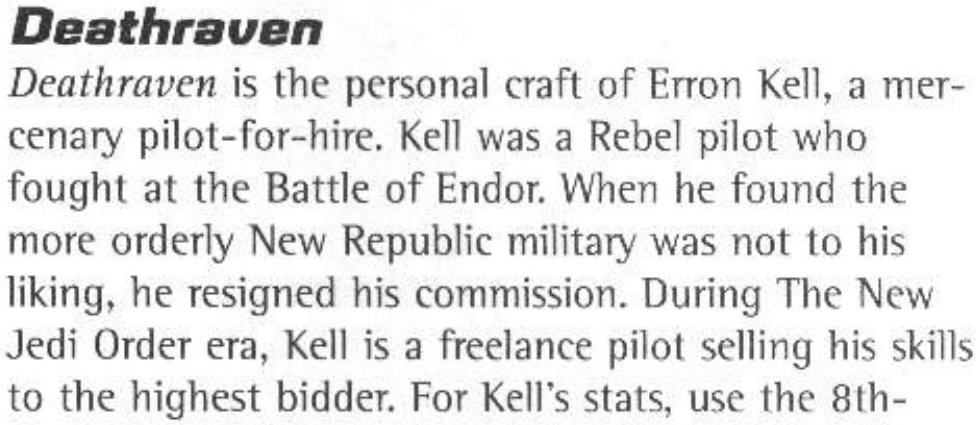 Deathraven
Deathraven is the personal craft of Erron Kell, a mer-
cenary pilot-for-hire. Kell was a Rebel pilot who
fought at the Battle of Endor. When he found the
more orderly New Republic military was not to his
liking, he resigned his commission. During The New
Jedi Order era, Kell is a freelance pilot selling his skills
to the highest bidder. For Kell's stats, use the 8th-